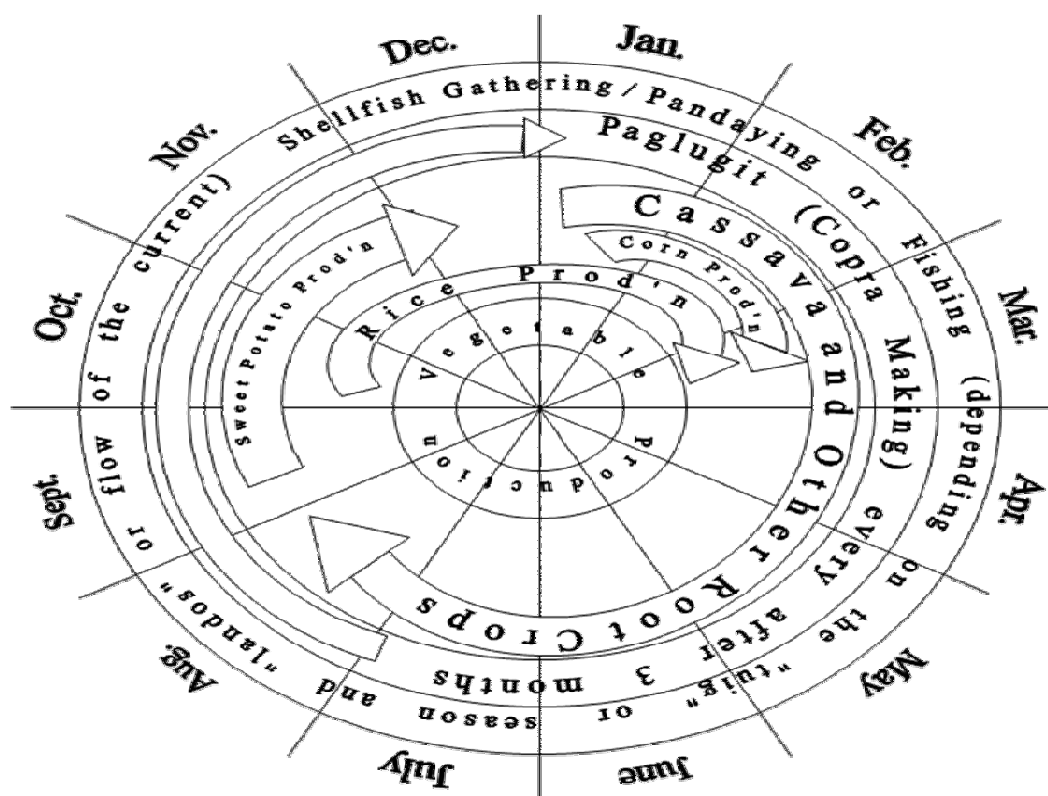 Jan.
Feb.
Mar.
Apr.
May
June
July
Aug.
Sept.
Oct.
Nov.
Dec.
Shellfish Gathering / Pandaying or Fishing (depending on the "tuig" or season and "landos" or flow of the current)
Paglugit (Copra Making) every after 3 months
Cassava and Other Root Crops
Corn Prod'n
Sweet Potato Prod'n
Rice Prod'n
Vegetable Production